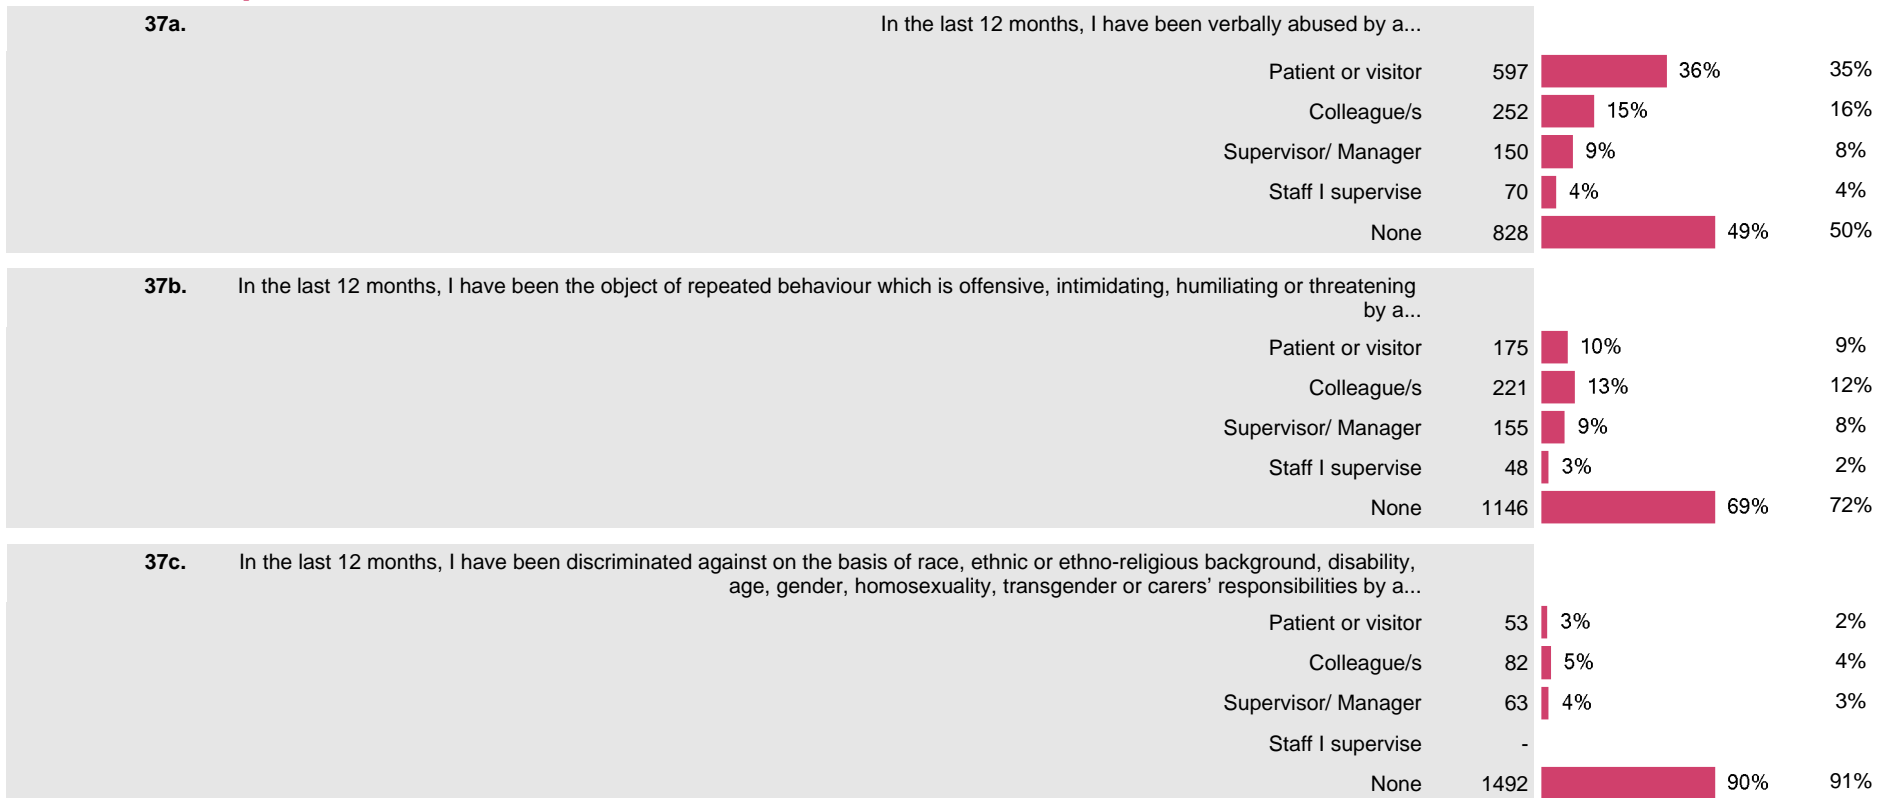 37a. In the last 12 months, I have been verbally abused by a...
Patient or visitor 597 36% 35%
Colleague/s 252 15% 16%
Supervisor/ Manager 150 9% 8%
Staff I supervise 70 4% 4%
None 828 49% 50%
37b. In the last 12 months, I have been the object of repeated behaviour which is offensive, intimidating, humiliating or threatening
by a...
Patient or visitor 175 10% 9%
Colleague/s 221 13% 12%
Supervisor/ Manager 155 9% 8%
Staff I supervise 48 3% 2%
None 1146 69% 72%
37c. In the last 12 months, I have been discriminated against on the basis of race, ethnic or ethno-religious background, disability,
age, gender, homosexuality, transgender or carers’ responsibilities by a...
Patient or visitor 53 3% 2%
Colleague/s 82 5% 4%
Supervisor/ Manager 63 4% 3%
Staff I supervise -
None 1492 90% 91%